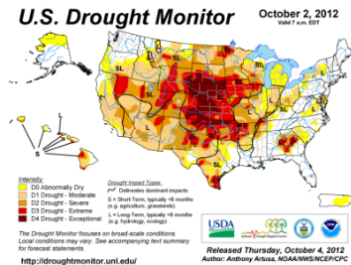 U.S. Drought Monitor
October 2, 2012
Valid 7 a.m. EDT
SL
SL
SL
SL
L
L
L
S
S
Intensity:
D0 Abnormally Dry
D1 Drought - Moderate
D2 Drought - Severe
D3 Drought - Extreme
D4 Drought - Exceptional
Drought Impact Types:
Delineates dominant impacts
S = Short-Term, typically <6 months
(e.g. agriculture, grasslands)
L = Long-Term, typically >6 months
(e.g. hydrology, ecology)
The Drought Monitor focuses on broad-scale conditions.
Local conditions may vary. See accompanying text summary
for forecast statements.
http://droughtmonitor.unl.edu/
USDA
Released Thursday, October 4, 2012
Author: Anthony Artusa, NOAA/NWS/NCEP/CPC